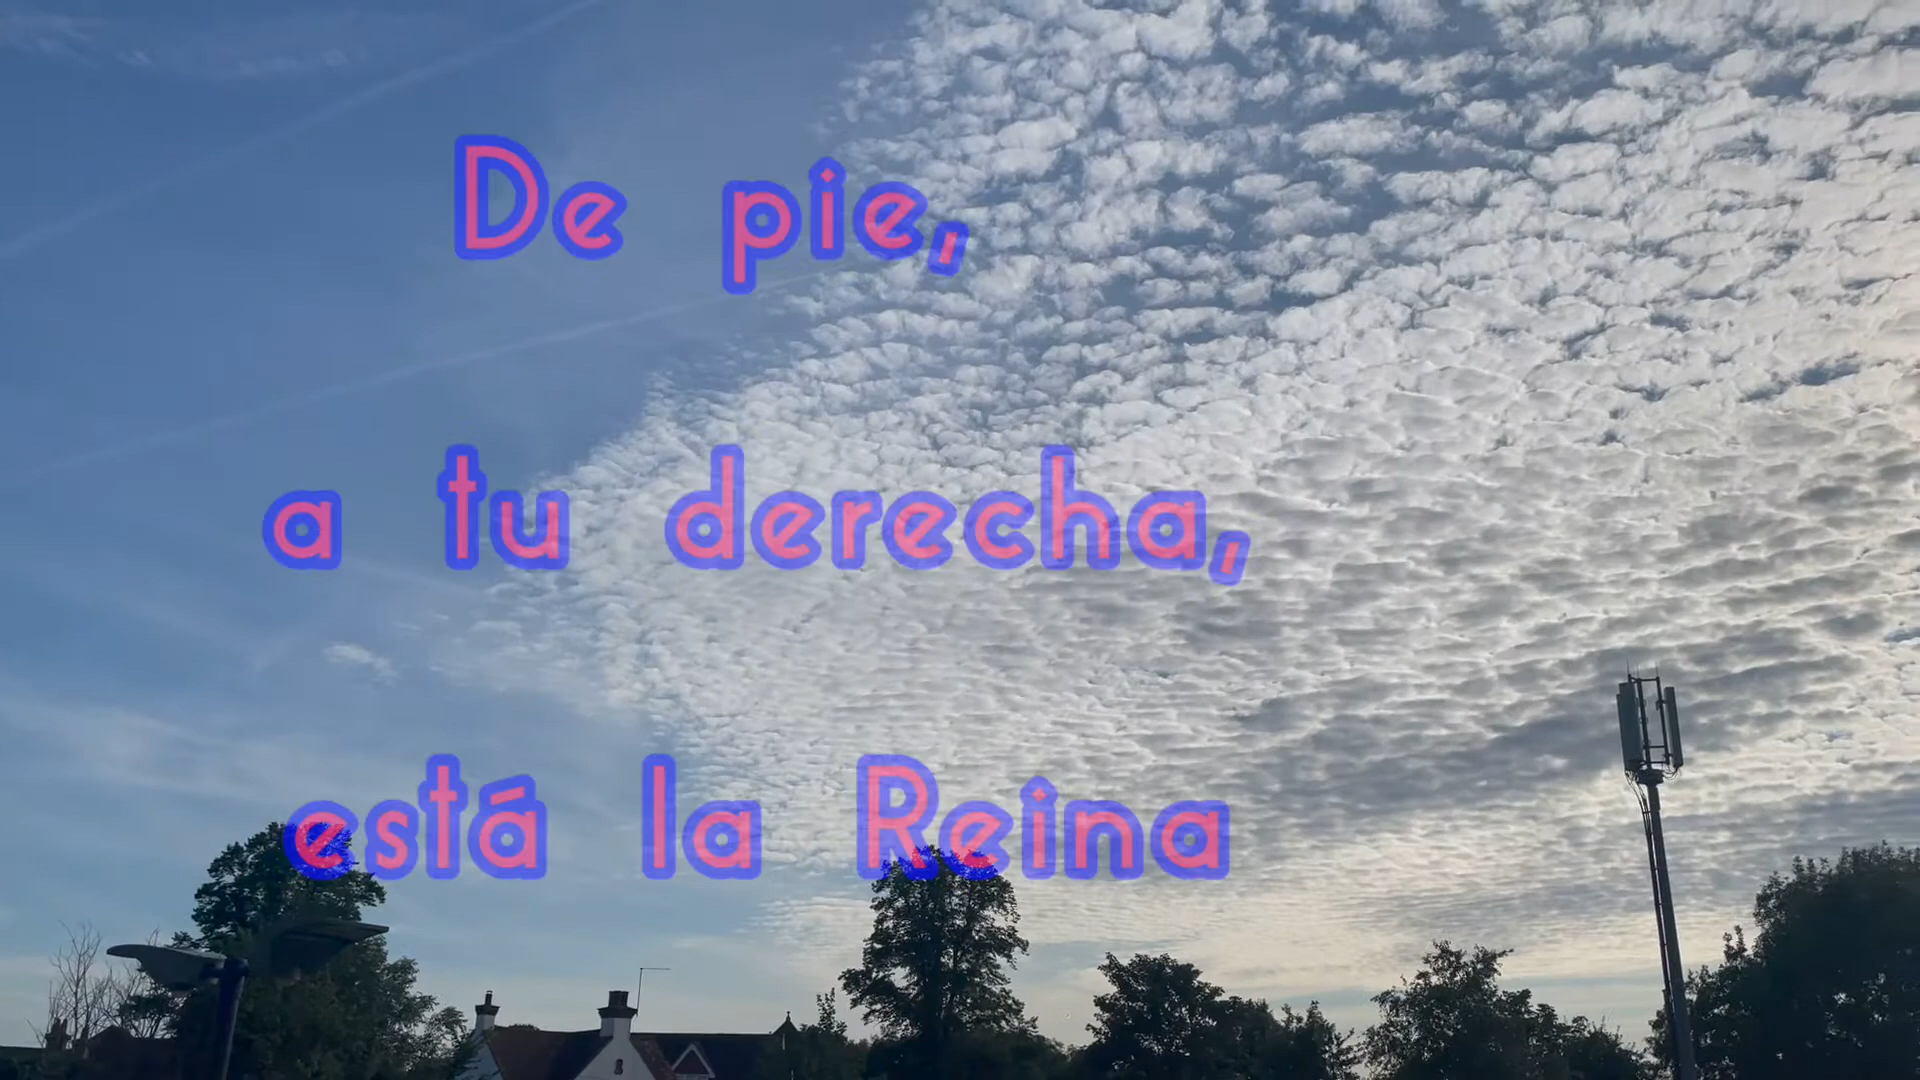 De pie,
a tu derecha,
está la Reina